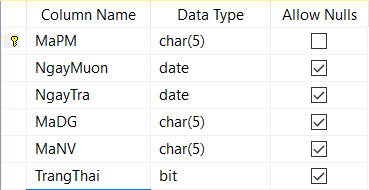 Column Name Data Type Allow Nulls
MaPM char(5)
NgayMuon date
NgayTra date
MaDG char(5)
MaNV char(5)
TrangThai bit